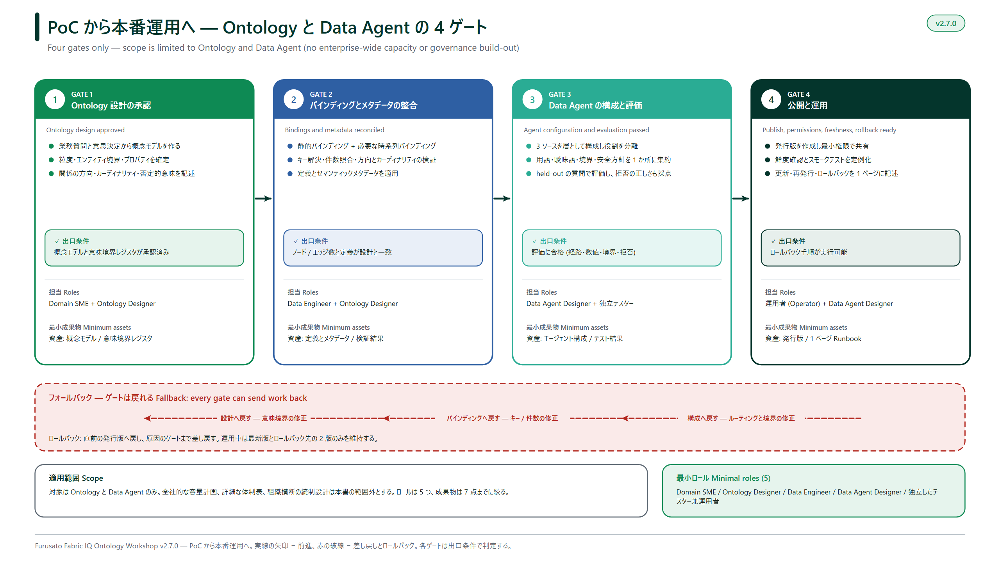 PoC から本番運用へ — Ontology と Data Agent の 4 ゲート
v2.7.0
Four gates only — scope is limited to Ontology and Data Agent (no enterprise-wide capacity or governance build-out)
1
GATE 1
Ontology 設計の承認
Ontology design approved
業務質問と意思決定から概念モデルを作る
粒度・エンティティ境界・プロパティを確定
関係の方向・カーディナリティ・否定的意味を記述
✓ 出口条件
概念モデルと意味境界レジスタが承認済み
担当 Roles
Domain SME + Ontology Designer
最小成果物 Minimum assets
資産: 概念モデル / 意味境界レジスタ
2
GATE 2
バインディングとメタデータの整合
Bindings and metadata reconciled
静的バインディング + 必要な時系列バインディング
キー解決・件数照合・方向とカーディナリティの検証
定義とセマンティックメタデータを適用
✓ 出口条件
ノード / エッジ数と定義が設計と一致
担当 Roles
Data Engineer + Ontology Designer
最小成果物 Minimum assets
資産: 定義とメタデータ / 検証結果
3
GATE 3
Data Agent の構成と評価
Agent configuration and evaluation passed
3 ソースを層として構成し役割を分離
用語・曖昧語・境界・安全方針を 1 か所に集約
held-out の質問で評価し、拒否の正しさも採点
✓ 出口条件
評価に合格 (経路・数値・境界・拒否)
担当 Roles
Data Agent Designer + 独立テスター
最小成果物 Minimum assets
資産: エージェント構成 / テスト結果
4
GATE 4
公開と運用
Publish, permissions, freshness, rollback ready
発行版を作成し最小権限で共有
鮮度確認とスモークテストを定例化
更新・再発行・ロールバックを 1 ページに記述
✓ 出口条件
ロールバック手順が実行可能
担当 Roles
運用者 (Operator) + Data Agent Designer
最小成果物 Minimum assets
資産: 発行版 / 1 ページ Runbook
フォールバック — ゲートは戻れる Fallback: every gate can send work back
設計へ戻す — 意味境界の修正
バインディングへ戻す — キー / 件数の修正
構成へ戻す — ルーティングと境界の修正
ロールバック: 直前の発行版へ戻し、原因のゲートまで差し戻す。運用中は最新版とロールバック先の 2 版のみを維持する。
適用範囲 Scope
対象は Ontology と Data Agent のみ。全社的な容量計画、詳細な体制表、組織横断の統制設計は本書の範囲外とする。ロールは 5 つ、成果物は 7 点までに絞る。
最小ロール Minimal roles (5)
Domain SME / Ontology Designer / Data Engineer / Data Agent Designer / 独立したテ
スター兼運用者
Furusato Fabric IQ Ontology Workshop v2.7.0 — PoC から本番運用へ。実線の矢印 = 前進、赤の破線 = 差し戻しとロールバック。各ゲートは出口条件で判定する。